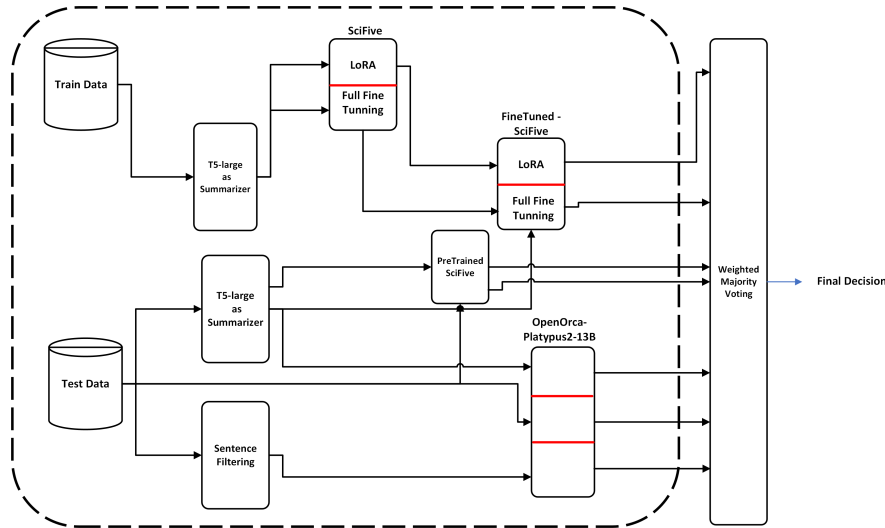 SciFive
LoRA
Full Fine
Tunning
Train Data
T5-large
as
Summarizer
FineTuned -
SciFive
LoRA
Full Fine
Tunning
PreTrained
SciFive
T5-large
as
Summarizer
Weighted
Majority
Voting
Final Decision
OpenOrca-
Platypus2-13B
Test Data
Sentence
Filtering